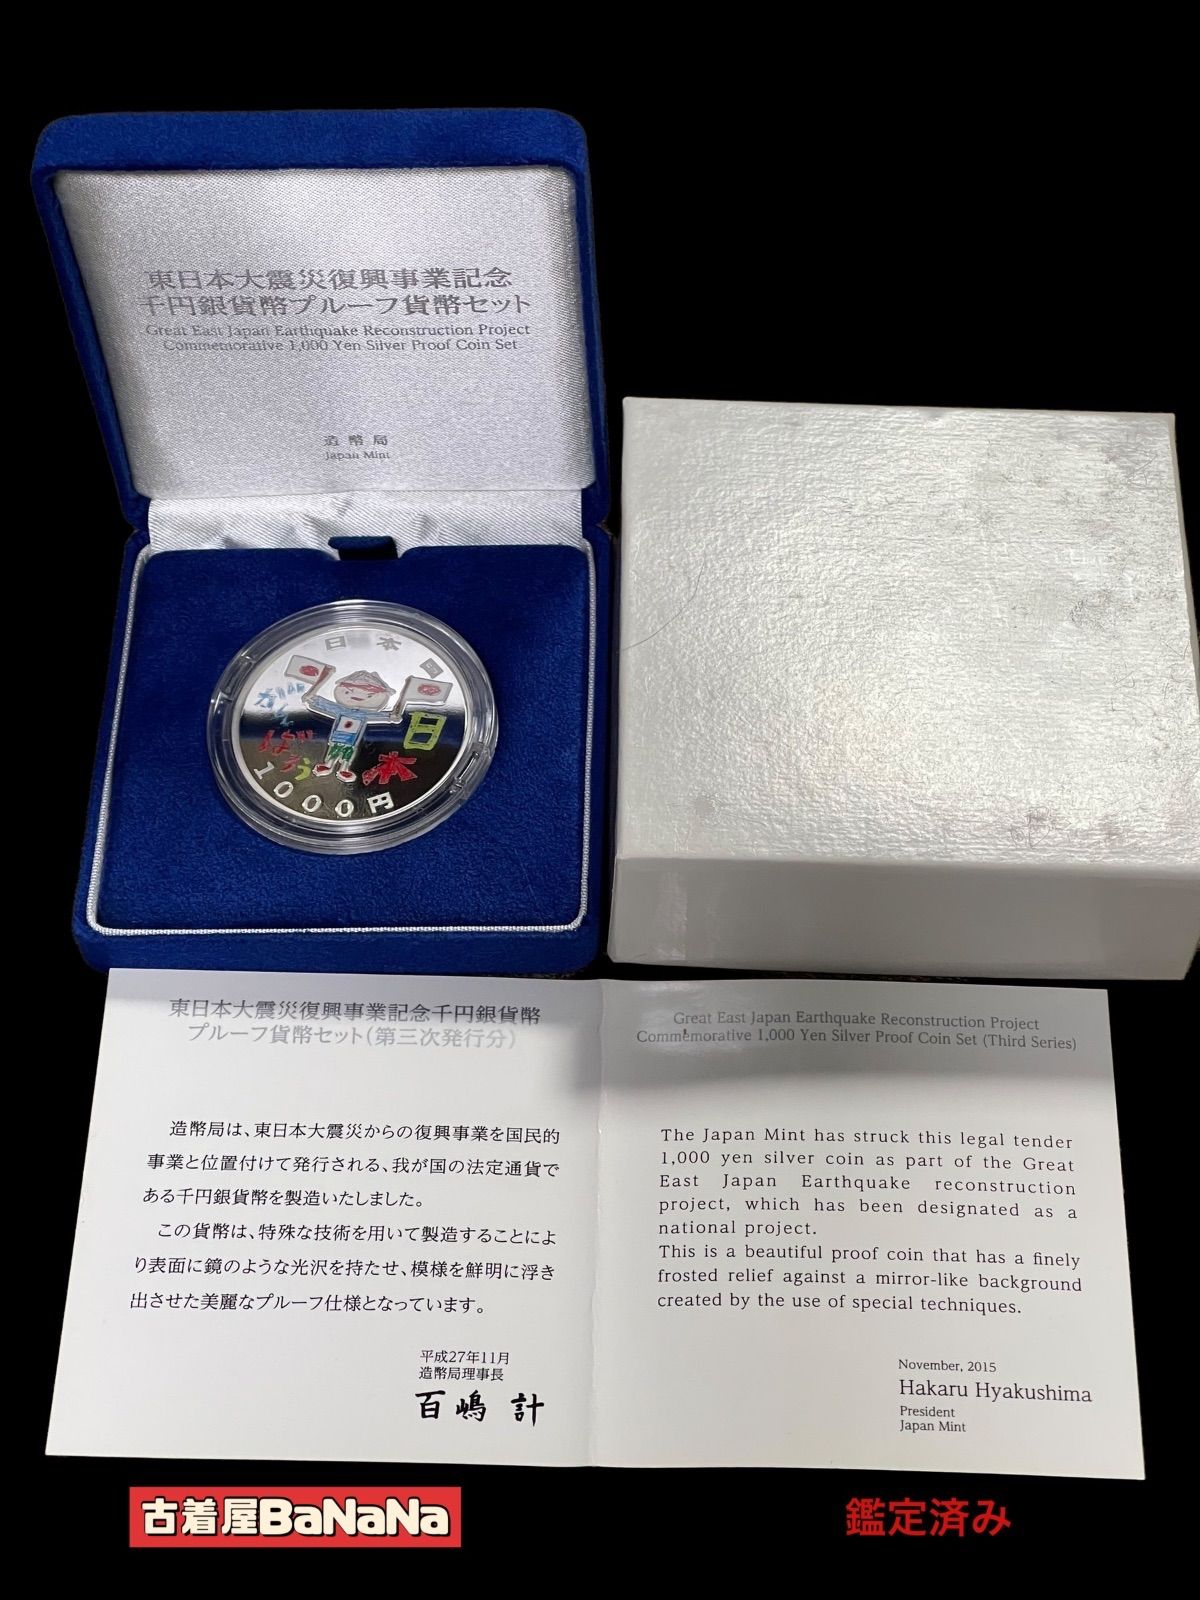 東日本大震災復興事業記念
千円銀貨幣プルーフ貨幣セット
Great East Japan Earthquake Reconstruction Project
Commemorative 1,000 Yen Silver Proof Coin Set
造幣局
Japan Mint
日本国
がんばろう
日本
1000円
東日本大震災復興事業記念千円銀貨幣
プルーフ貨幣セット(第三次発行分)
造幣局は、東日本大震災からの復興事業を国民的
事業と位置付けて発行される、我が国の法定通貨で
ある千円銀貨幣を製造いたしました。
この貨幣は、特殊な技術を用いて製造することによ
り表面に鏡のような光沢を持たせ、模様を鮮明に浮き
出させた美麗なプルーフ仕様となっています。
平成27年11月
造幣局理事長
百嶋 計
Great East Japan Earthquake Reconstruction Project
Commemorative 1,000 Yen Silver Proof Coin Set (Third Series)
The Japan Mint has struck this legal tender
1,000 yen silver coin as part of the Great
East Japan Earthquake reconstruction
project, which has been designated as a
national project.
This is a beautiful proof coin that has a finely
frosted relief against a mirror-like background
created by the use of special techniques.
November, 2015
Hakaru Hyakushima
President
Japan Mint
古着屋BaNaNa
鑑定済み